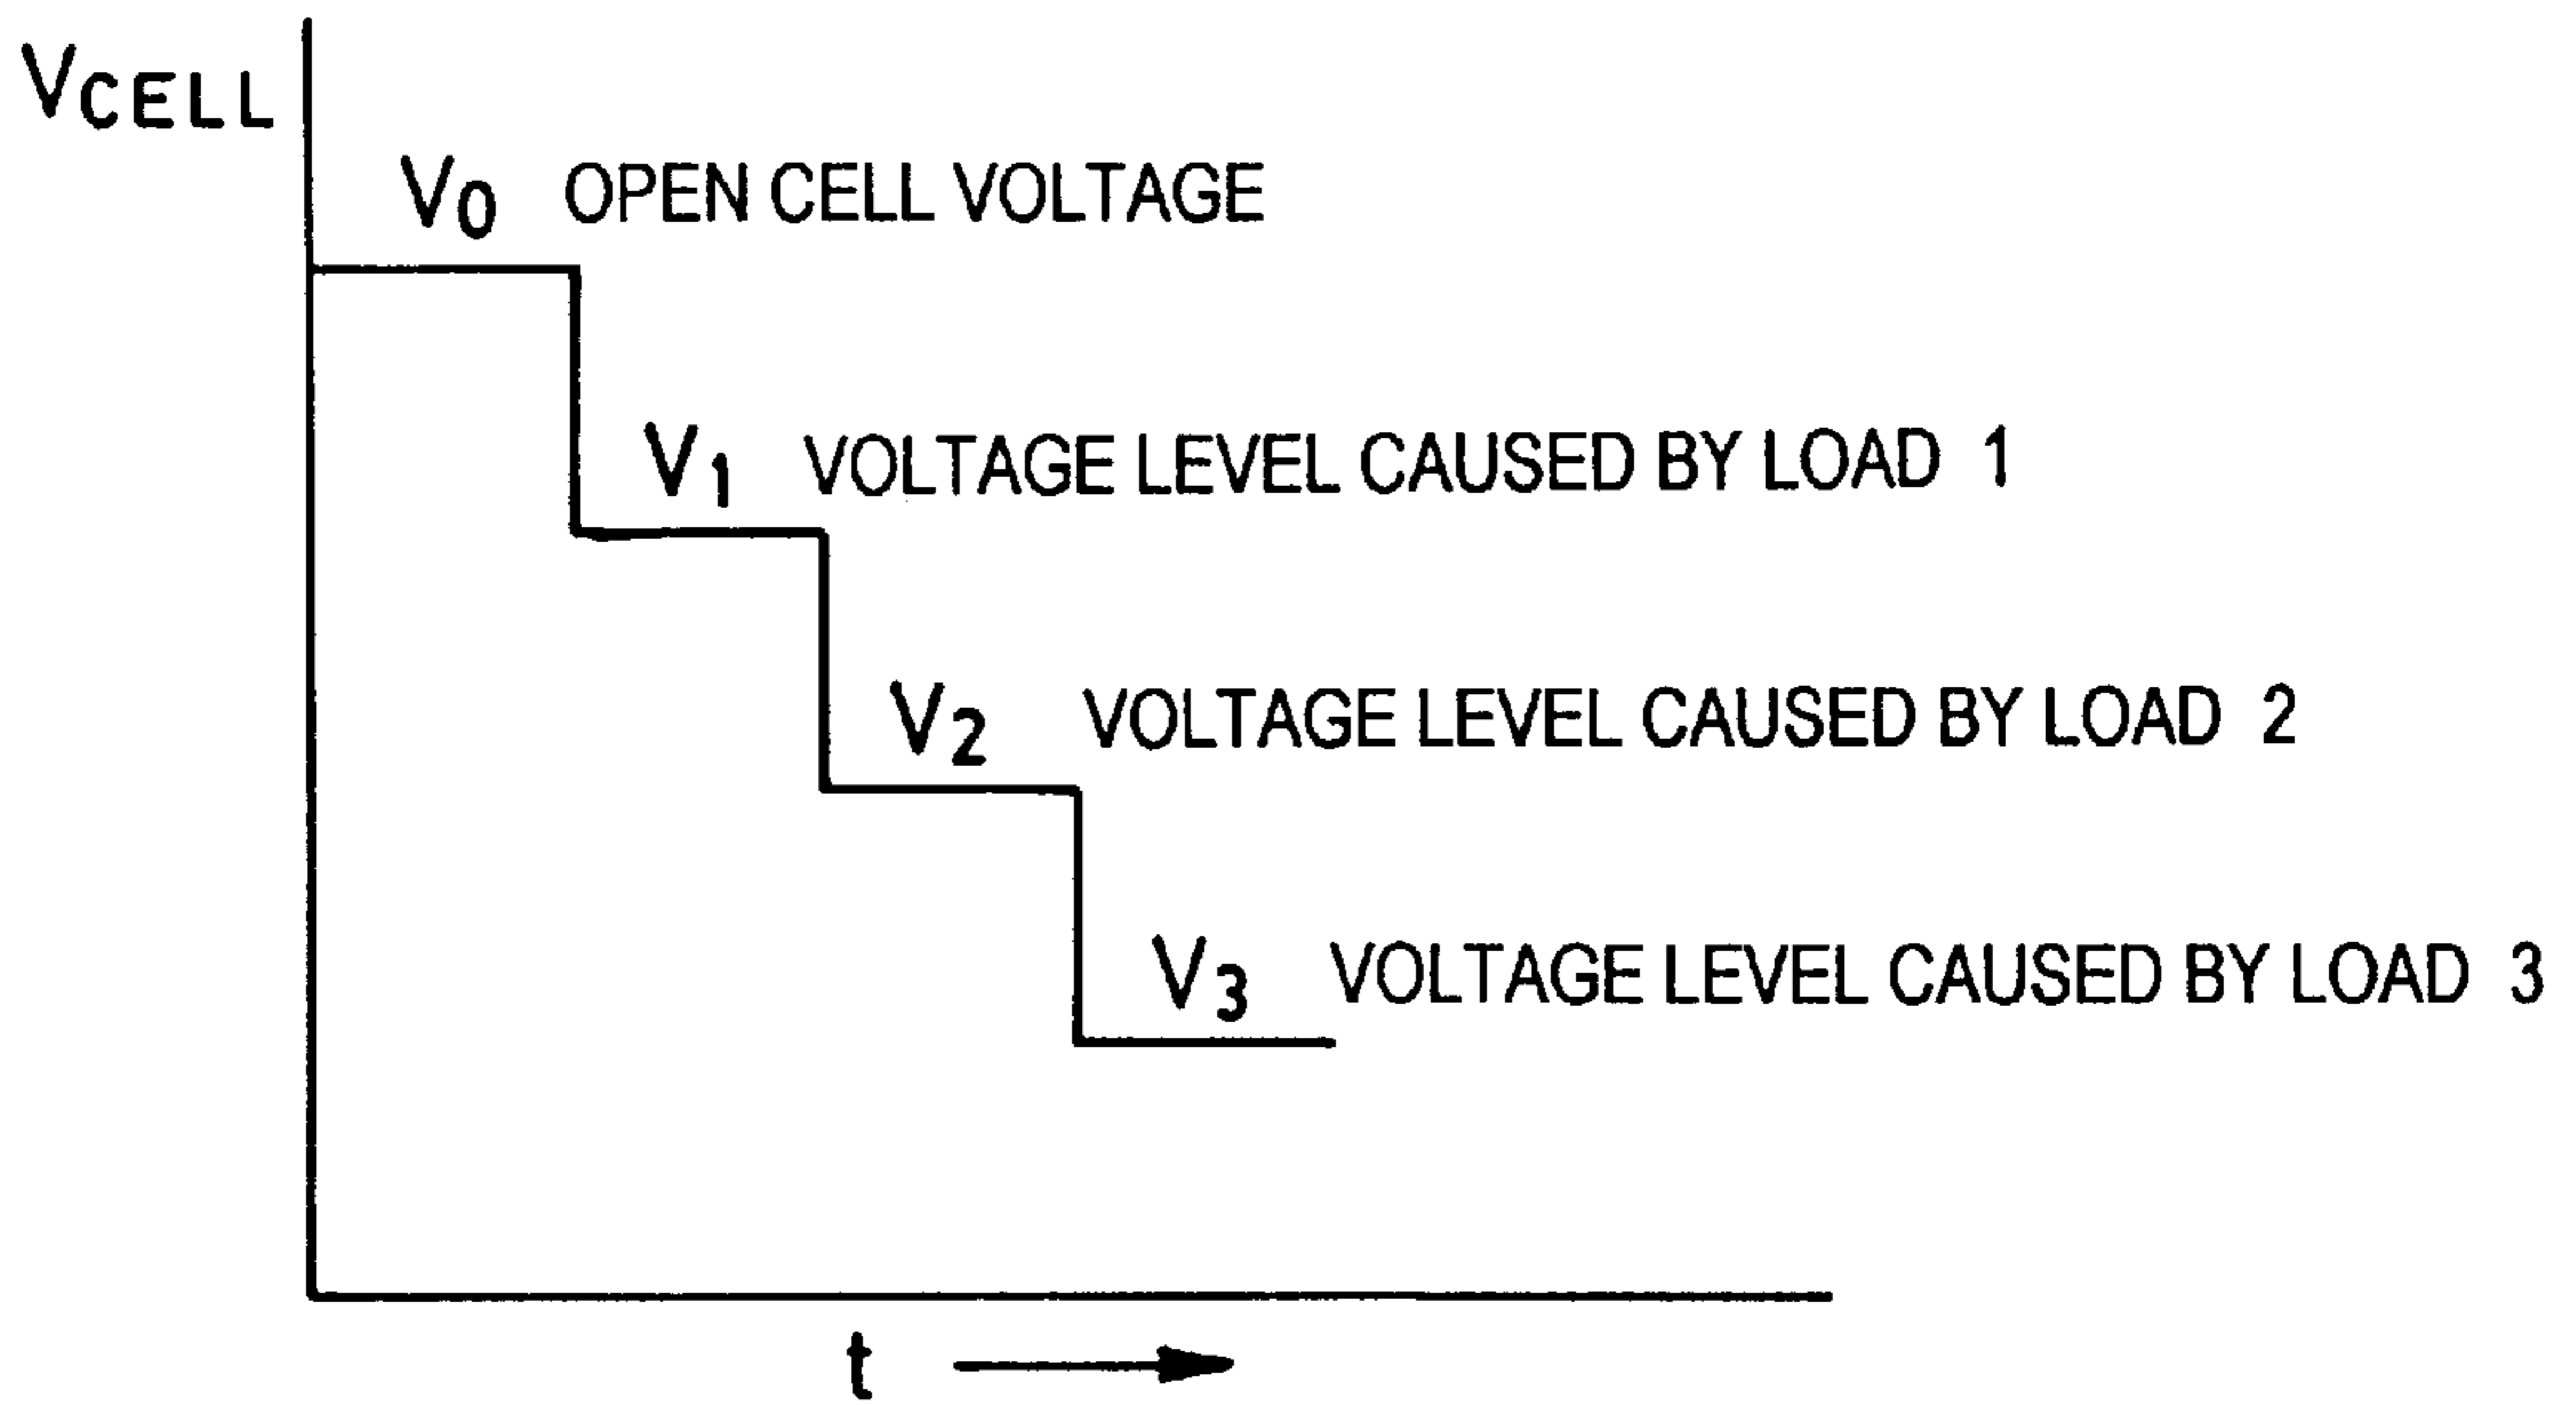 VCELL
V0 OPEN CELL VOLTAGE
V1 VOLTAGE LEVEL CAUSED BY LOAD 1
V2 VOLTAGE LEVEL CAUSED BY LOAD 2
V3 VOLTAGE LEVEL CAUSED BY LOAD 3
t